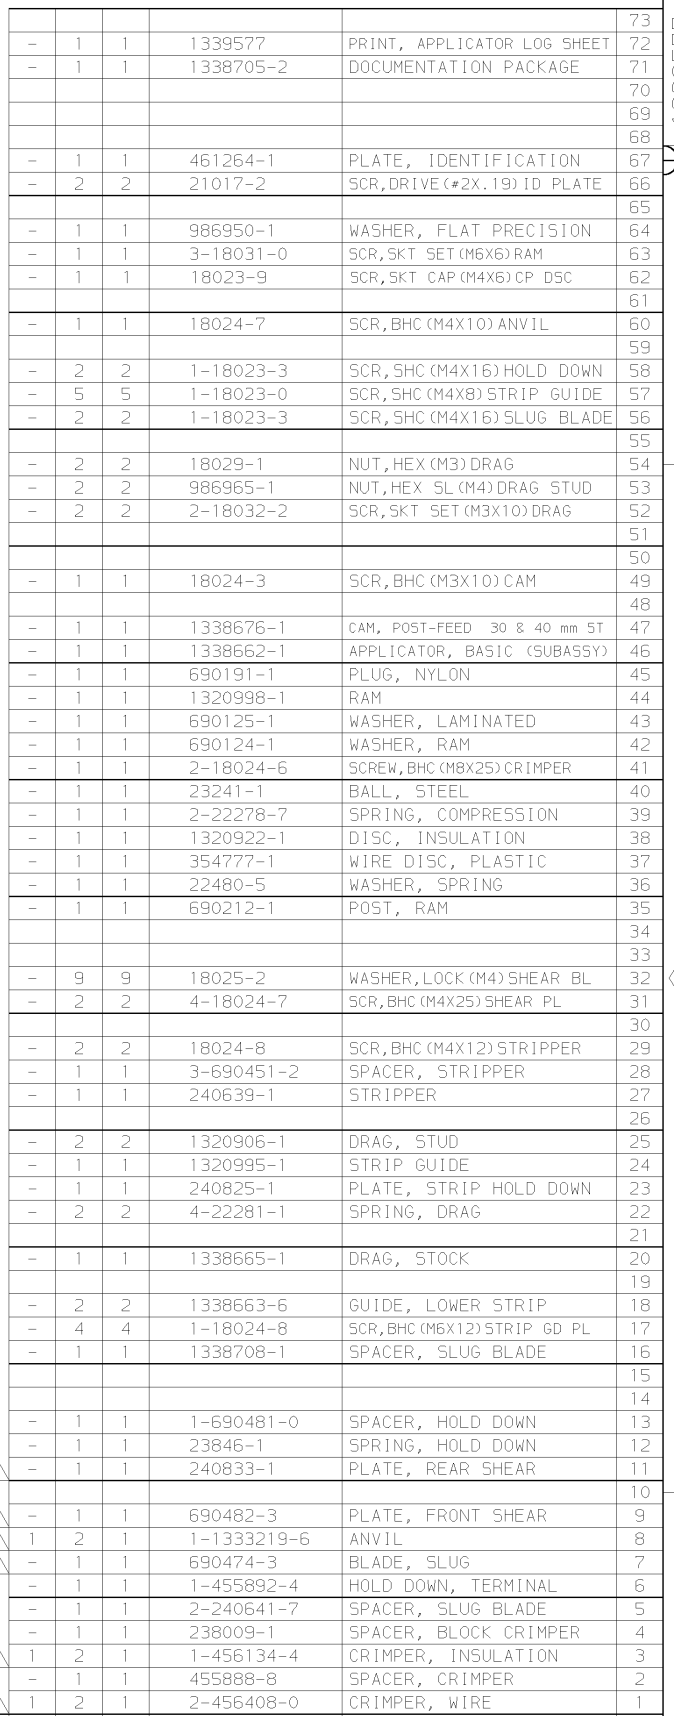 73
- 1 1 1339577 PRINT, APPLICATOR LOG SHEET 72
- 1 1 1338705-2 DOCUMENTATION PACKAGE 71
70
69
68
- 1 1 461264-1 PLATE, IDENTIFICATION 67
- 2 2 21017-2 SCR,DRIVE(#2X.19)ID PLATE 66
65
- 1 1 986950-1 WASHER, FLAT PRECISION 64
- 1 1 3-18031-0 SCR,SKT SET(M6X6)RAM 63
- 1 1 18023-9 SCR,SKT CAP(M4X6)CP DSC 62
61
- 1 1 18024-7 SCR,BHC(M4X10)ANVIL 60
59
- 2 2 1-18023-3 SCR,SHC(M4X16)HOLD DOWN 58
- 5 5 1-18023-0 SCR,SHC(M4X8)STRIP GUIDE 57
- 2 2 1-18023-3 SCR,SHC(M4X16)SLUG BLADE 56
55
- 2 2 18029-1 NUT,HEX(M3)DRAG 54
- 2 2 986965-1 NUT,HEX SL(M4)DRAG STUD 53
- 2 2 2-18032-2 SCR,SKT SET(M3X10)DRAG 52
51
50
- 1 1 18024-3 SCR,BHC(M3X10)CAM 49
48
- 1 1 1338676-1 CAM, POST-FEED 30 & 40 mm ST 47
- 1 1 1338662-1 APPLICATOR, BASIC (SUBASSY) 46
- 1 1 690191-1 PLUG, NYLON 45
- 1 1 1320998-1 RAM 44
- 1 1 690125-1 WASHER, LAMINATED 43
- 1 1 690124-1 WASHER, RAM 42
- 1 1 2-18024-6 SCREW,BHC(M8X25)CRIMPER 41
- 1 1 23241-1 BALL, STEEL 40
- 1 1 2-22278-7 SPRING, COMPRESSION 39
- 1 1 1320922-1 DISC, INSULATION 38
- 1 1 354777-1 WIRE DISC, PLASTIC 37
- 1 1 22480-5 WASHER, SPRING 36
- 1 1 690212-1 POST, RAM 35
34
33
- 9 9 18025-2 WASHER,LOCK(M4)SHEAR BL 32
- 2 2 4-18024-7 SCR,BHC(M4X25)SHEAR PL 31
30
- 2 2 18024-8 SCR,BHC(M4X12)STRIPPER 29
- 1 1 3-690451-2 SPACER, STRIPPER 28
- 1 1 240639-1 STRIPPER 27
26
- 2 2 1320906-1 DRAG, STUD 25
- 1 1 1320995-1 STRIP GUIDE 24
- 1 1 240825-1 PLATE, STRIP HOLD DOWN 23
- 2 2 4-22281-1 SPRING, DRAG 22
21
- 1 1 1338665-1 DRAG, STOCK 20
19
- 2 2 1338663-6 GUIDE, LOWER STRIP 18
- 4 4 1-18024-8 SCR,BHC(M6X12)STRIP GD PL 17
- 1 1 1338708-1 SPACER, SLUG BLADE 16
15
14
- 1 1 1-690481-0 SPACER, HOLD DOWN 13
- 1 1 23846-1 SPRING, HOLD DOWN 12
- 1 1 240833-1 PLATE, REAR SHEAR 11
10
- 1 1 690482-3 PLATE, FRONT SHEAR 9
1 2 1 1-1333219-6 ANVIL 8
- 1 1 690474-3 BLADE, SLUG 7
- 1 1 1-455892-4 HOLD DOWN, TERMINAL 6
- 1 1 2-240641-7 SPACER, SLUG BLADE 5
- 1 1 238009-1 SPACER, BLOCK CRIMPER 4
1 2 1 1-456134-4 CRIMPER, INSULATION 3
- 1 1 455888-8 SPACER, CRIMPER 2
1 2 1 2-456408-0 CRIMPER, WIRE 1